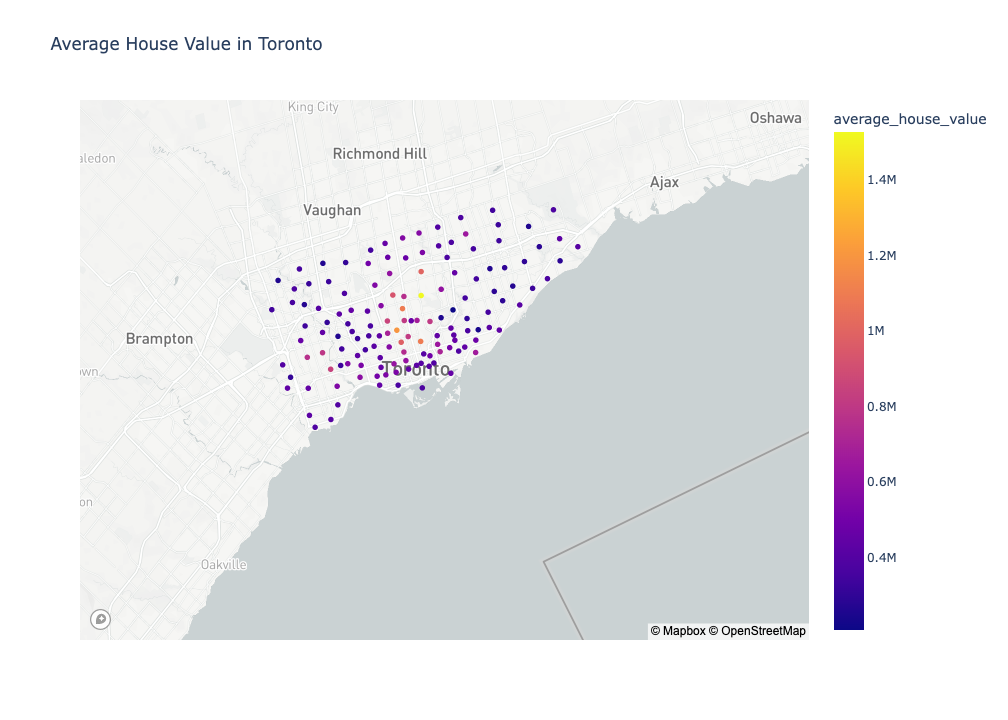 Average House Value in Toronto
King City
Oshawa
average_house_value
Richmond Hill
aledon
Ajax
1.4M
Vaughan
1.2M
Brampton
1M
own
Toronto
0.8M
0.6M
on
0.4M
Oakville
© Mapbox © OpenStreetMap